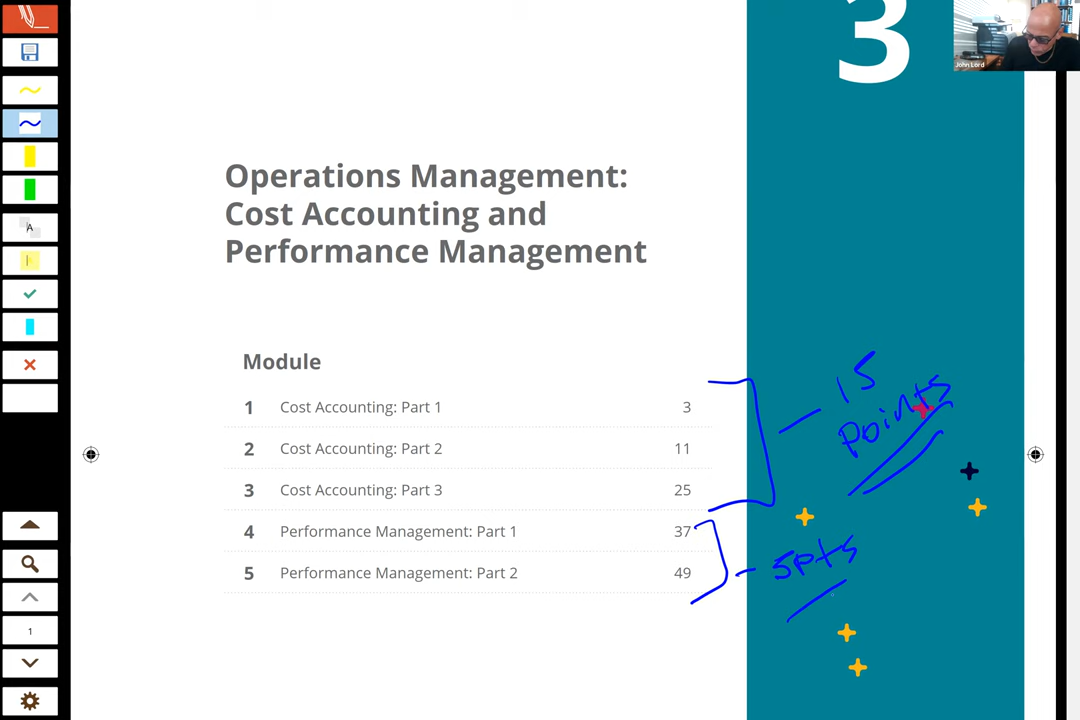 3
John Lord
Operations Management:
Cost Accounting and
Performance Management
Module
1 Cost Accounting: Part 1 3
2 Cost Accounting: Part 2 11
3 Cost Accounting: Part 3 25
4 Performance Management: Part 1 37
5 Performance Management: Part 2 49
15
points
5pts
A
1